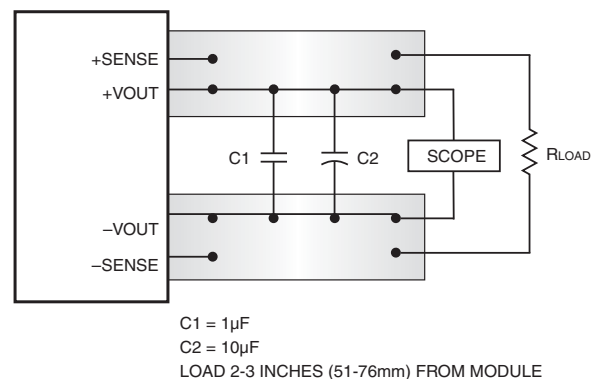 +SENSE
+VOUT
C1
C2
SCOPE
RLOAD
−VOUT
−SENSE
C1 = 1µF
C2 = 10µF
LOAD 2-3 INCHES (51-76mm) FROM MODULE